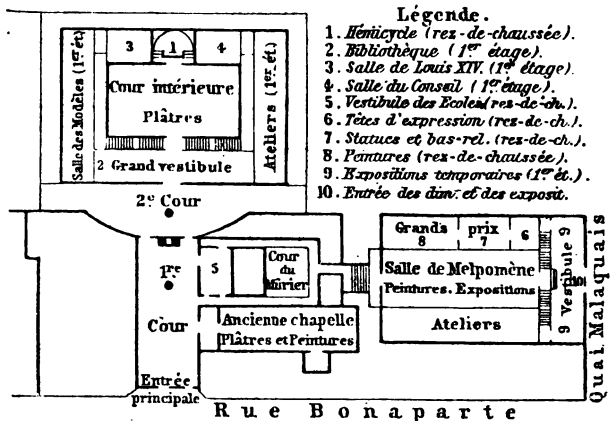 Légende.
1. Hémicycle (rez-de-chaussée).
2. Bibliothèque (1er étage).
3. Salle de Louis XIV. (1er étage)
4. Salle du Conseil (1er étage).
5. Vestibule des Ecoles (rez-de-ch.)
6. Têtes d'expression (rez-de-ch.)
7. Statues et bas-rel. (rez-de-ch.).
8. Peintures (rez-de-chaussée).
9. Expositions temporaires (1er ét.).
10. Entrée des dim. et des exposit.
3 1 4
Salle des Modèles (1er ét.)
Cour intérieure
Plâtres
Ateliers (1er ét.)
2 Grand vestibule
2e Cour
1re
Cour
5
Cour
du
Mûrier
Ancienne chapelle
Plâtres et Peintures
Entrée
principale
Grands prix 6
8 7
Salle de Melpomène
Peintures. Expositions
Ateliers
9 Vestibule 9
10
Quai Malaquais
Rue Bonaparte